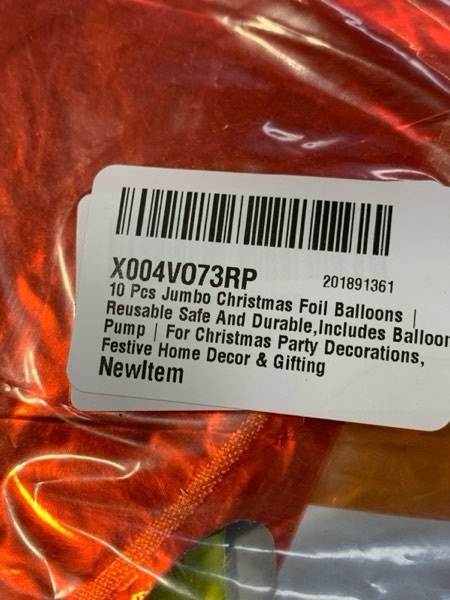 X004VO73RP
201891361
10 Pcs Jumbo Christmas Foil Balloons |
Reusable Safe And Durable,Includes Balloon
Pump | For Christmas Party Decorations,
Festive Home Decor & Gifting
NewItem